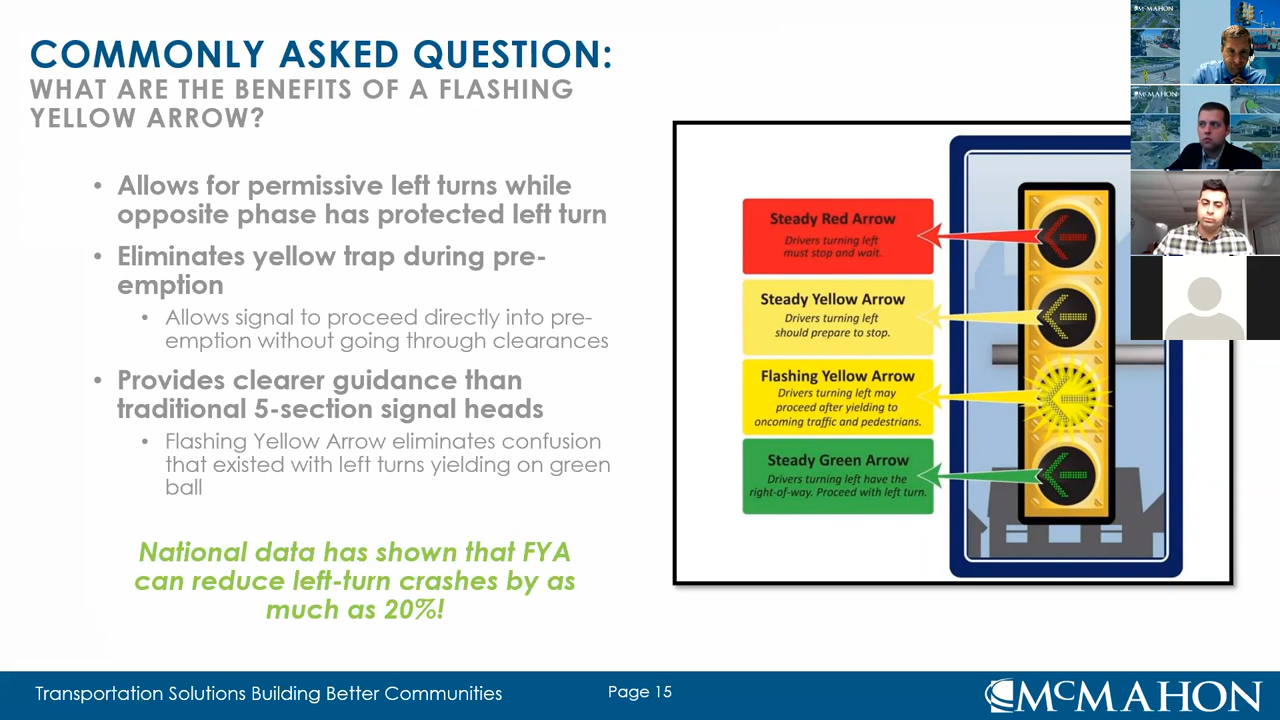 COMMONLY ASKED QUESTION:
WHAT ARE THE BENEFITS OF A FLASHING
YELLOW ARROW?
• Allows for permissive left turns while
opposite phase has protected left turn
• Eliminates yellow trap during pre-
emption
• Allows signal to proceed directly into pre-
emption without going through clearances
• Provides clearer guidance than
traditional 5-section signal heads
• Flashing Yellow Arrow eliminates confusion
that existed with left turns yielding on green
ball
National data has shown that FYA
can reduce left-turn crashes by as
much as 20%!
Steady Red Arrow
Drivers turning left
must stop and wait.
Steady Yellow Arrow
Drivers turning left
should prepare to stop.
Flashing Yellow Arrow
Drivers turning left may
proceed after yielding to
oncoming traffic and pedestrians.
Steady Green Arrow
Drivers turning left have the
right-of-way. Proceed with left turn.
McMAHON
McMAHON
Transportation Solutions Building Better Communities
Page 15
McMAHON